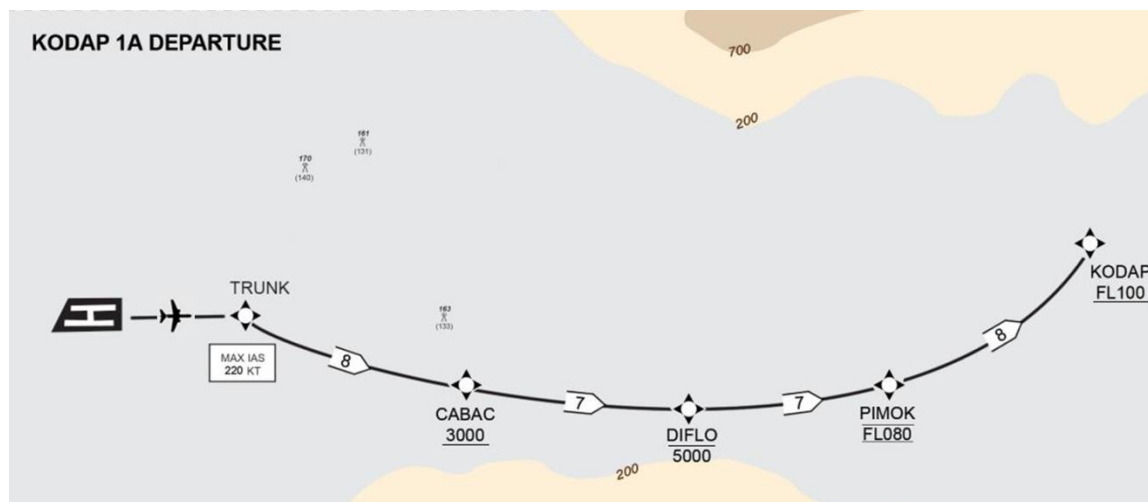 KODAP 1A DEPARTURE
700
200
161
(131)
170
(140)
KODAP
FL100
TRUNK
MAX IAS
220 KT
163
(133)
8
8
CABAC
3000
7
7
DIFLO
5000
PIMOK
FL080
200
H